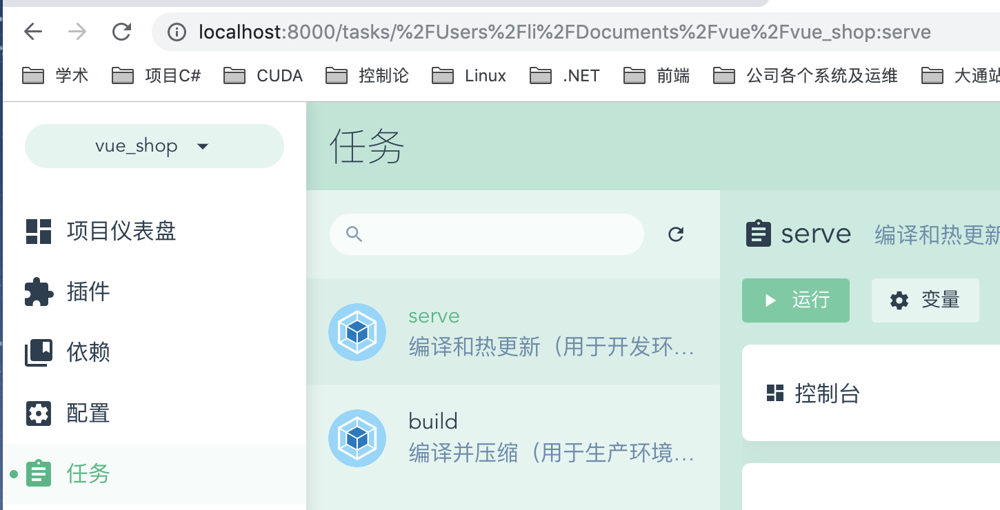 localhost:8000/tasks/%2FUsers%2Fli%2FDocuments%2Fvue%2Fvue_shop:serve
学术 项目C# CUDA 控制论 Linux .NET 前端 公司各个系统及运维 大通站
vue_shop
任务
项目仪表盘
插件
依赖
配置
任务
serve
编译和热更新（用于开发环...
build
编译并压缩（用于生产环境...
serve 编译和热更新
运行 变量
控制台